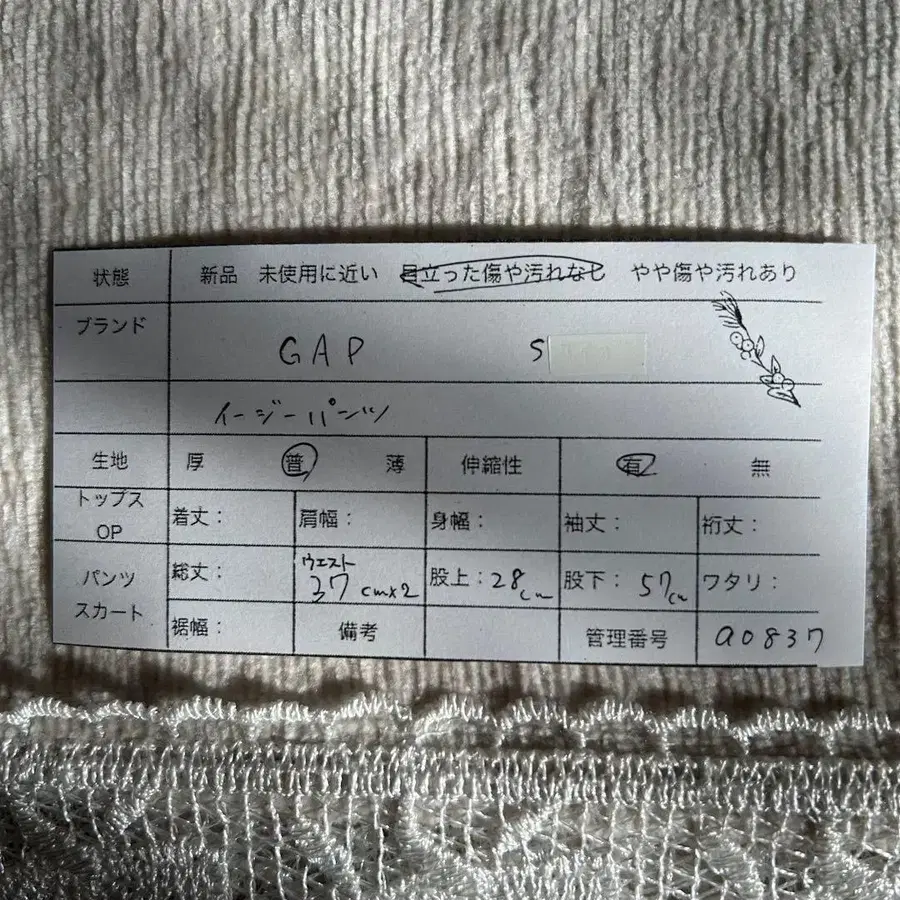 状態 新品 未使用に近い 目立った傷や汚れなし やや傷や汚れあり
ブランド GAP S
イージーパンツ
生地 厚 普 薄 伸縮性 有 無
トップス
OP
着丈: 肩幅: 身幅: 袖丈: 裄丈:
パンツ
スカート
総丈: ウエスト 37cm×2 股上:28cm 股下:57cm ワタリ:
裾幅: 備考 管理番号 a0837